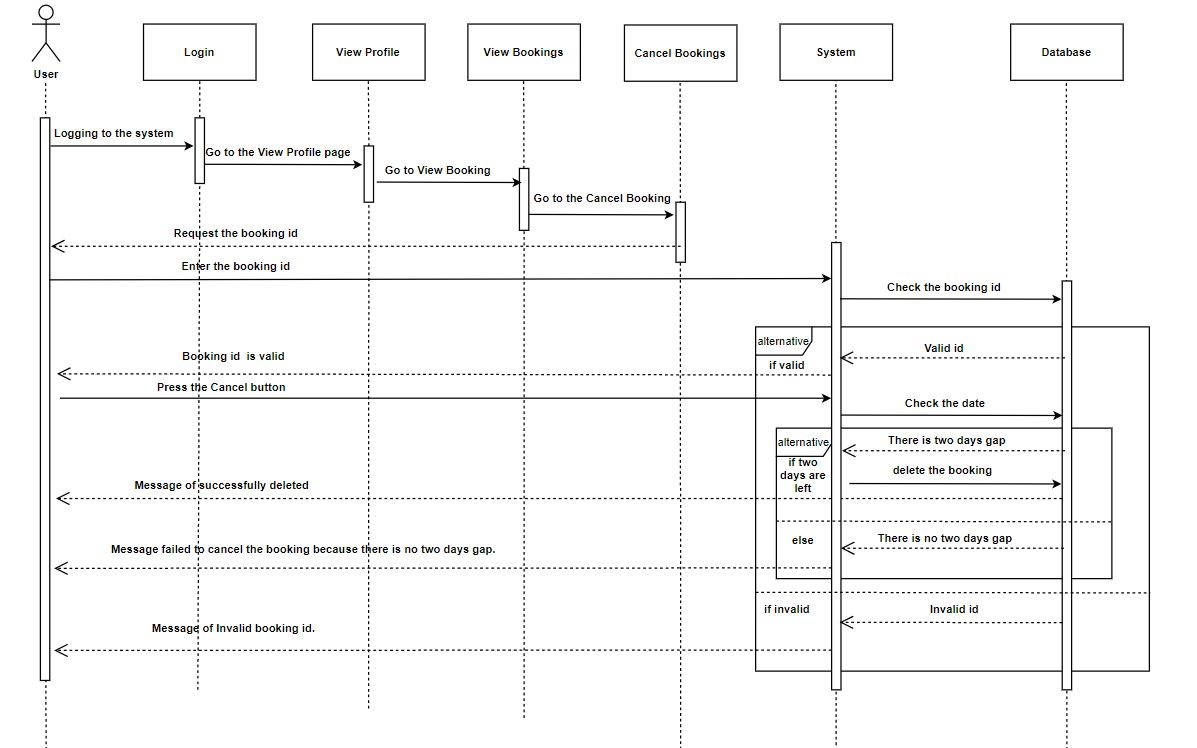 User
Login
View Profile
View Bookings
Cancel Bookings
System
Database
Logging to the system
Go to the View Profile page
Go to View Booking
Go to the Cancel Booking
Request the booking id
Enter the booking id
Check the booking id
alternative
Valid id
Booking id is valid
if valid
Press the Cancel button
Check the date
alternative
There is two days gap
if two
days are
left
delete the booking
Message of successfully deleted
else
There is no two days gap
Message failed to cancel the booking because there is no two days gap.
if invalid
Invalid id
Message of Invalid booking id.